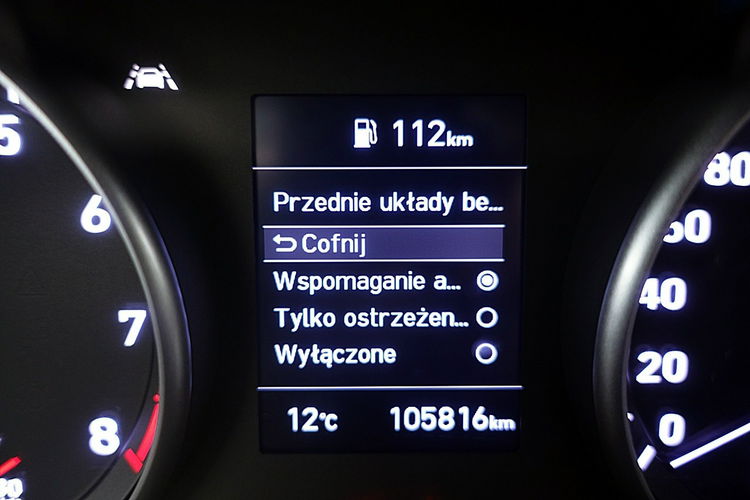 112km
Przednie układy be...
Cofnij
Wspomaganie a...
Tylko ostrzeżen...
Wyłączone
12°C 105816km
5
6
7
8
80
60
40
20
0